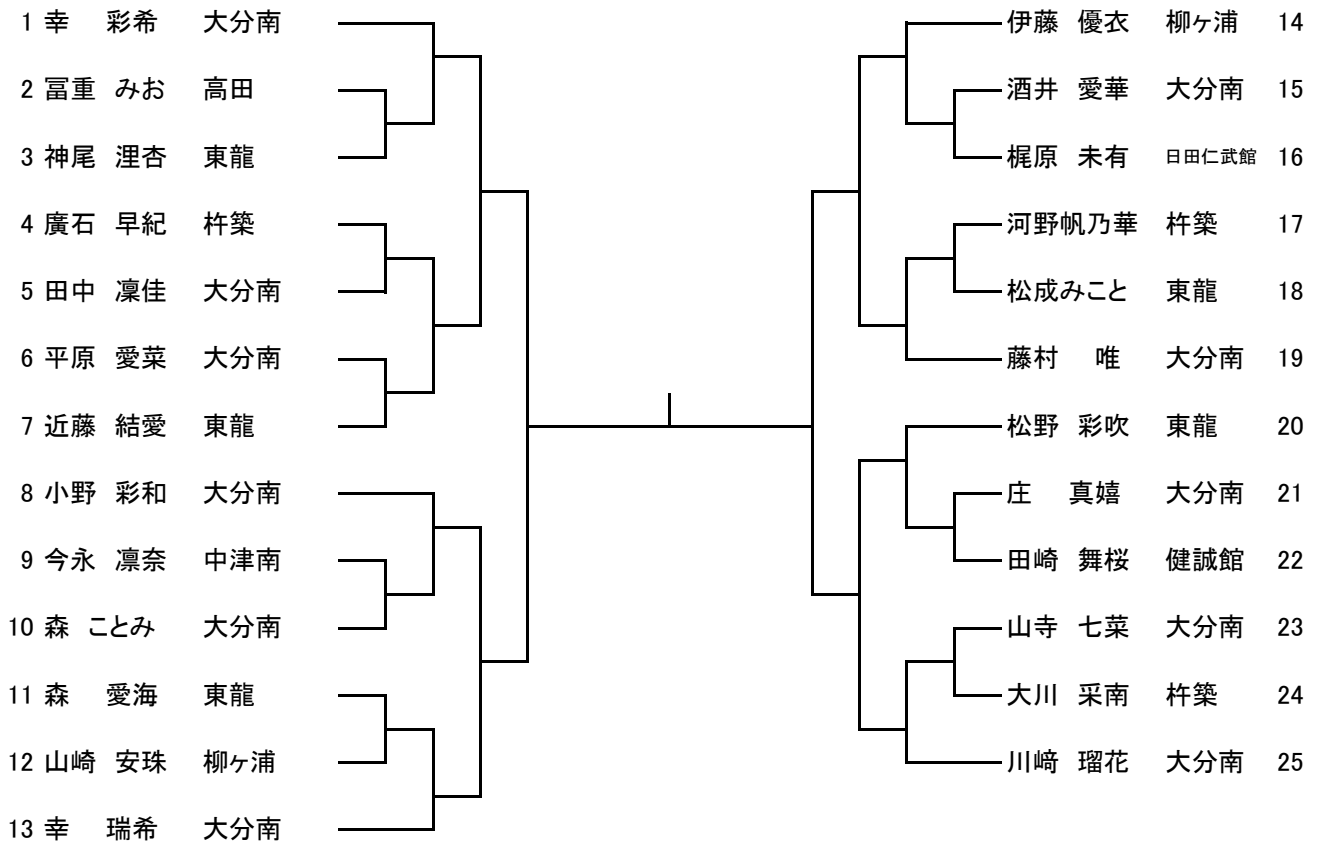 1 幸 彩希 大分南
2 冨重 みお 高田
3 神尾 浬杏 東龍
4 廣石 早紀 杵築
5 田中 凜佳 大分南
6 平原 愛菜 大分南
7 近藤 結愛 東龍
8 小野 彩和 大分南
9 今永 凛奈 中津南
10 森 ことみ 大分南
11 森 愛海 東龍
12 山崎 安珠 柳ヶ浦
13 幸 瑞希 大分南
伊藤 優衣 柳ヶ浦 14
酒井 愛華 大分南 15
梶原 未有 日田仁武館 16
河野帆乃華 杵築 17
松成みこと 東龍 18
藤村 唯 大分南 19
松野 彩吹 東龍 20
庄 真嬉 大分南 21
田崎 舞桜 健誠館 22
山寺 七菜 大分南 23
大川 采南 杵築 24
川﨑 瑠花 大分南 25